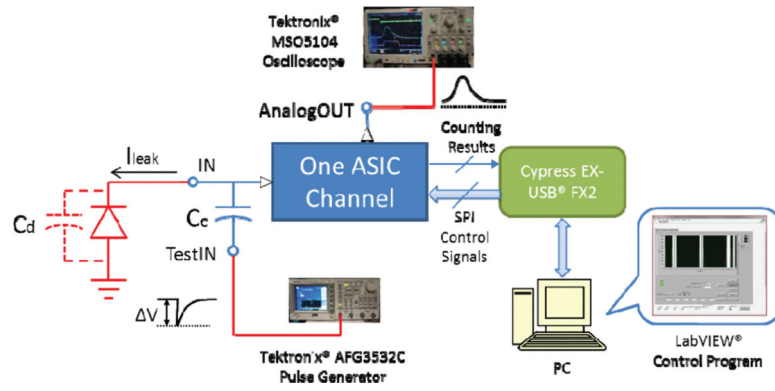 Tektronix®
MSO5104
Oscilloscope
AnalogOUT
Ileak
IN
One ASIC
Channel
Counting
Results
Cypress EX-
USB® FX2
Cd
Cc
SPI
Control
Signals
TestIN
ΔV
Tektronix® AFG3532C
Pulse Generator
PC
LabVIEW®
Control Program